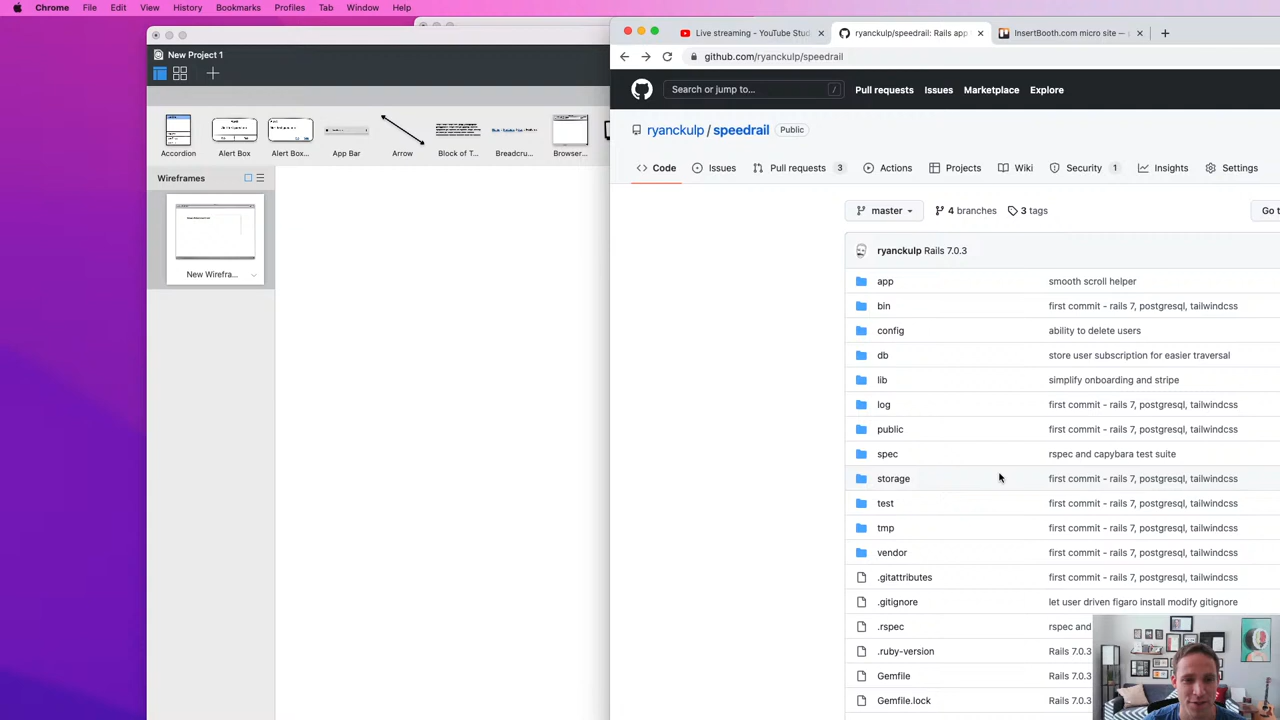 Chrome File Edit View History Bookmarks Profiles Tab Window Help
New Project 1
Accordion Alert Box Alert Box... App Bar Arrow Block of T... Breadcru... Browser...
Wireframes
New Wirefra...
Live streaming - YouTube Stud
ryanckulp/speedrail: Rails app
InsertBooth.com micro site —
github.com/ryanckulp/speedrail
Search or jump to... /
Pull requests Issues Marketplace Explore
ryanckulp / speedrail Public
Code Issues Pull requests 3 Actions Projects Wiki Security 1 Insights Settings
master 4 branches 3 tags Go t
ryanckulp Rails 7.0.3
app smooth scroll helper
bin first commit - rails 7, postgresql, tailwindcss
config ability to delete users
db store user subscription for easier traversal
lib simplify onboarding and stripe
log first commit - rails 7, postgresql, tailwindcss
public first commit - rails 7, postgresql, tailwindcss
spec rspec and capybara test suite
storage first commit - rails 7, postgresql, tailwindcss
test first commit - rails 7, postgresql, tailwindcss
tmp first commit - rails 7, postgresql, tailwindcss
vendor first commit - rails 7, postgresql, tailwindcss
.gitattributes first commit - rails 7, postgresql, tailwindcss
.gitignore let user driven figaro install modify gitignore
.rspec rspec and
.ruby-version Rails 7.0.3
Gemfile Rails 7.0.3
Gemfile.lock Rails 7.0.3